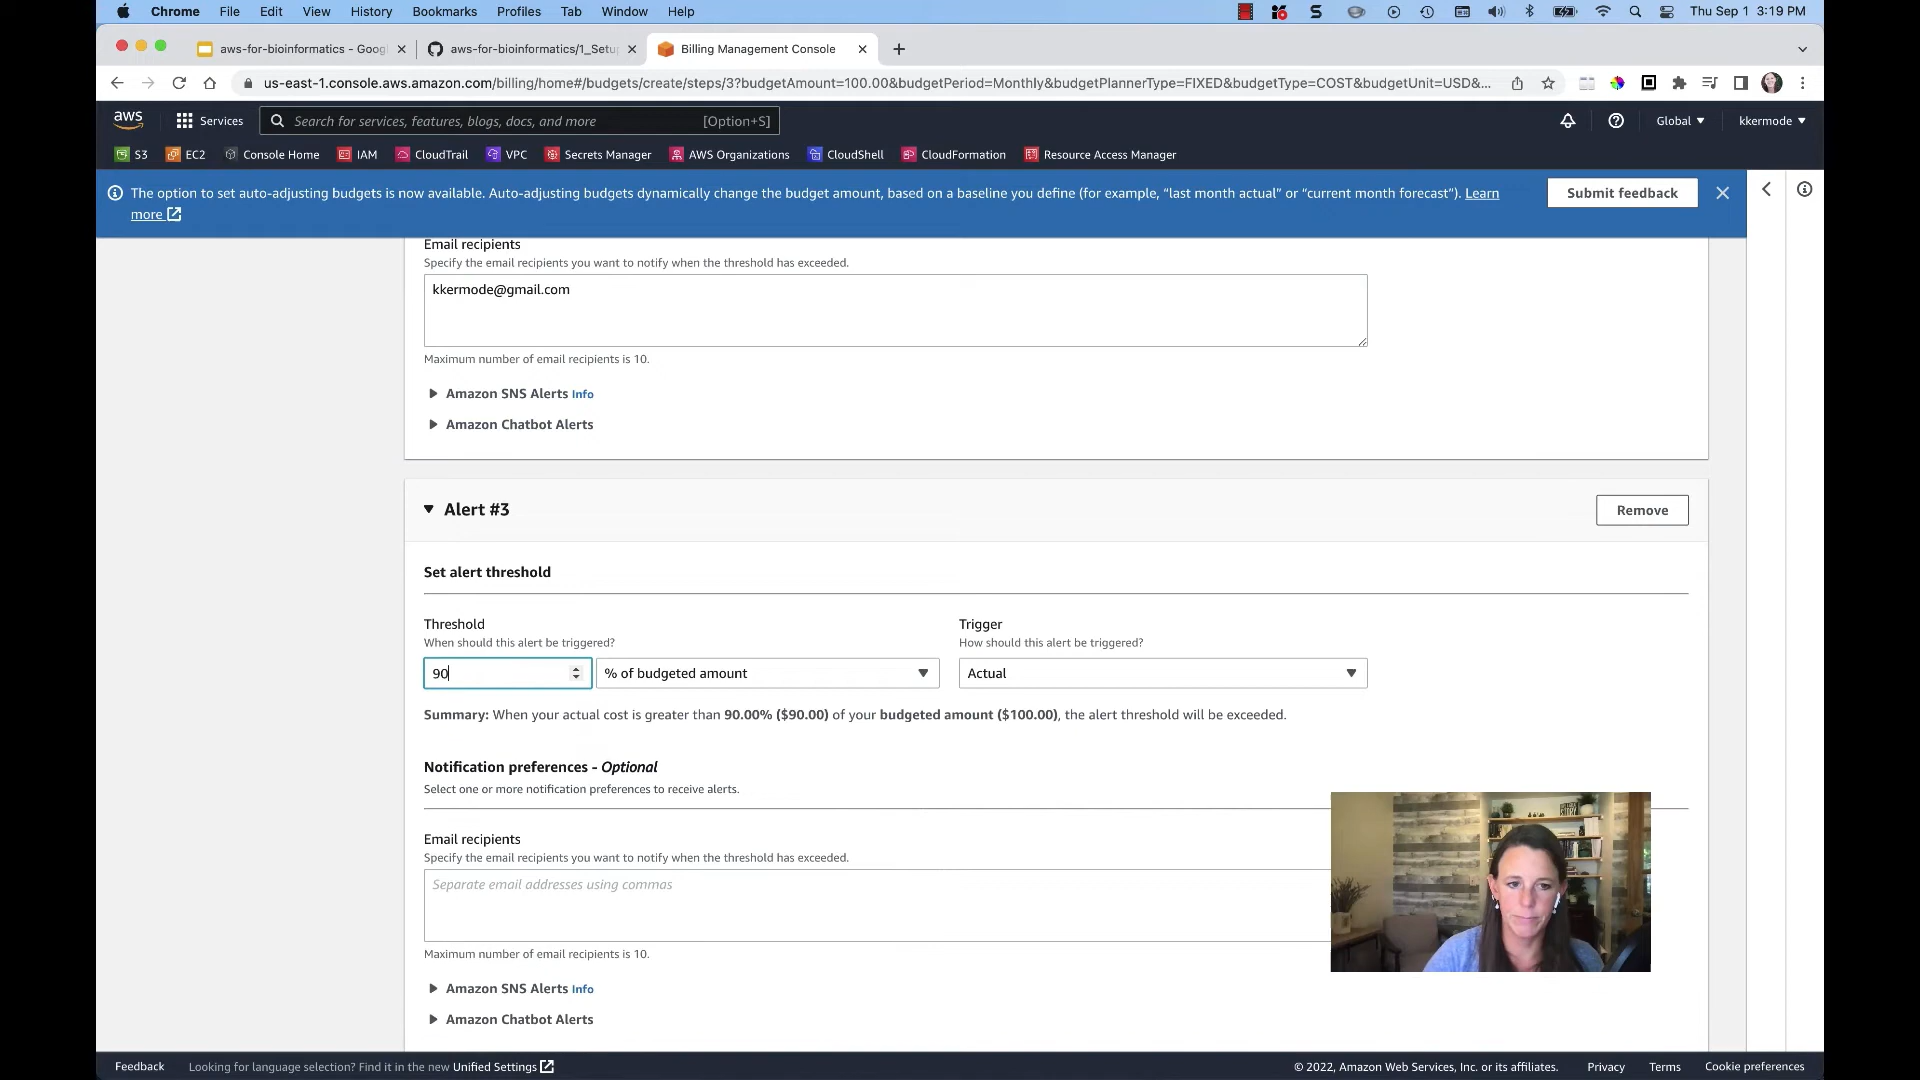 Chrome File Edit View History Bookmarks Profiles Tab Window Help Thu Sep 1 3:19 PM
aws-for-bioinformatics - Goog aws-for-bioinformatics/1_Setu Billing Management Console
us-east-1.console.aws.amazon.com/billing/home#/budgets/create/steps/3?budgetAmount=100.00&budgetPeriod=Monthly&budgetPlannerType=FIXED&budgetType=COST&budgetUnit=USD&...
aws Services Search for services, features, blogs, docs, and more [Option+S] Global kkermode
S3 EC2 Console Home IAM CloudTrail VPC Secrets Manager AWS Organizations CloudShell CloudFormation Resource Access Manager
The option to set auto-adjusting budgets is now available. Auto-adjusting budgets dynamically change the budget amount, based on a baseline you define (for example, “last month actual” or “current month forecast”). Learn
more
Submit feedback
Email recipients
Specify the email recipients you want to notify when the threshold has exceeded.
kkermode@gmail.com
Maximum number of email recipients is 10.
Amazon SNS Alerts Info
Amazon Chatbot Alerts
Alert #3 Remove
Set alert threshold
Threshold Trigger
When should this alert be triggered? How should this alert be triggered?
90 % of budgeted amount Actual
Summary: When your actual cost is greater than 90.00% ($90.00) of your budgeted amount ($100.00), the alert threshold will be exceeded.
Notification preferences - Optional
Select one or more notification preferences to receive alerts.
Email recipients
Specify the email recipients you want to notify when the threshold has exceeded.
Separate email addresses using commas
Maximum number of email recipients is 10.
Amazon SNS Alerts Info
Amazon Chatbot Alerts
Feedback Looking for language selection? Find it in the new Unified Settings © 2022, Amazon Web Services, Inc. or its affiliates. Privacy Terms Cookie preferences